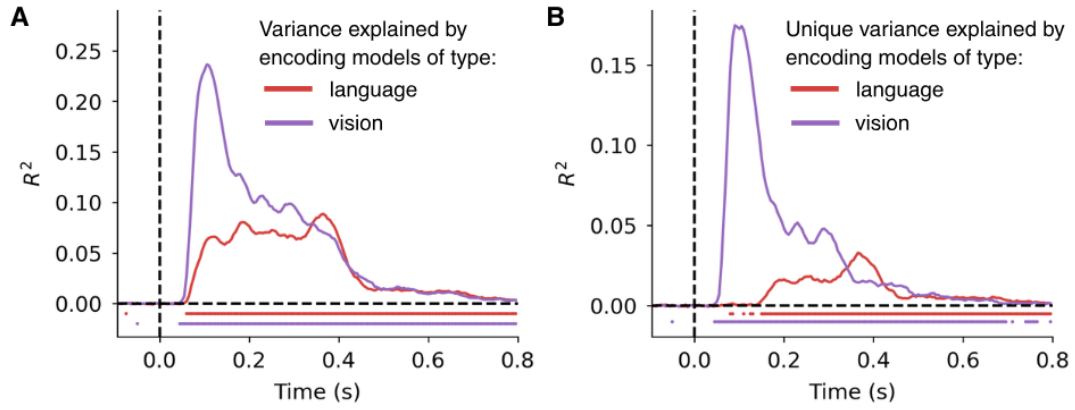 A
Variance explained by
encoding models of type:
language
vision
R²
0.25
0.20
0.15
0.10
0.05
0.00
0.0 0.2 0.4 0.6 0.8
Time (s)
B
Unique variance explained by
encoding models of type:
language
vision
R²
0.15
0.10
0.05
0.00
0.0 0.2 0.4 0.6 0.8
Time (s)